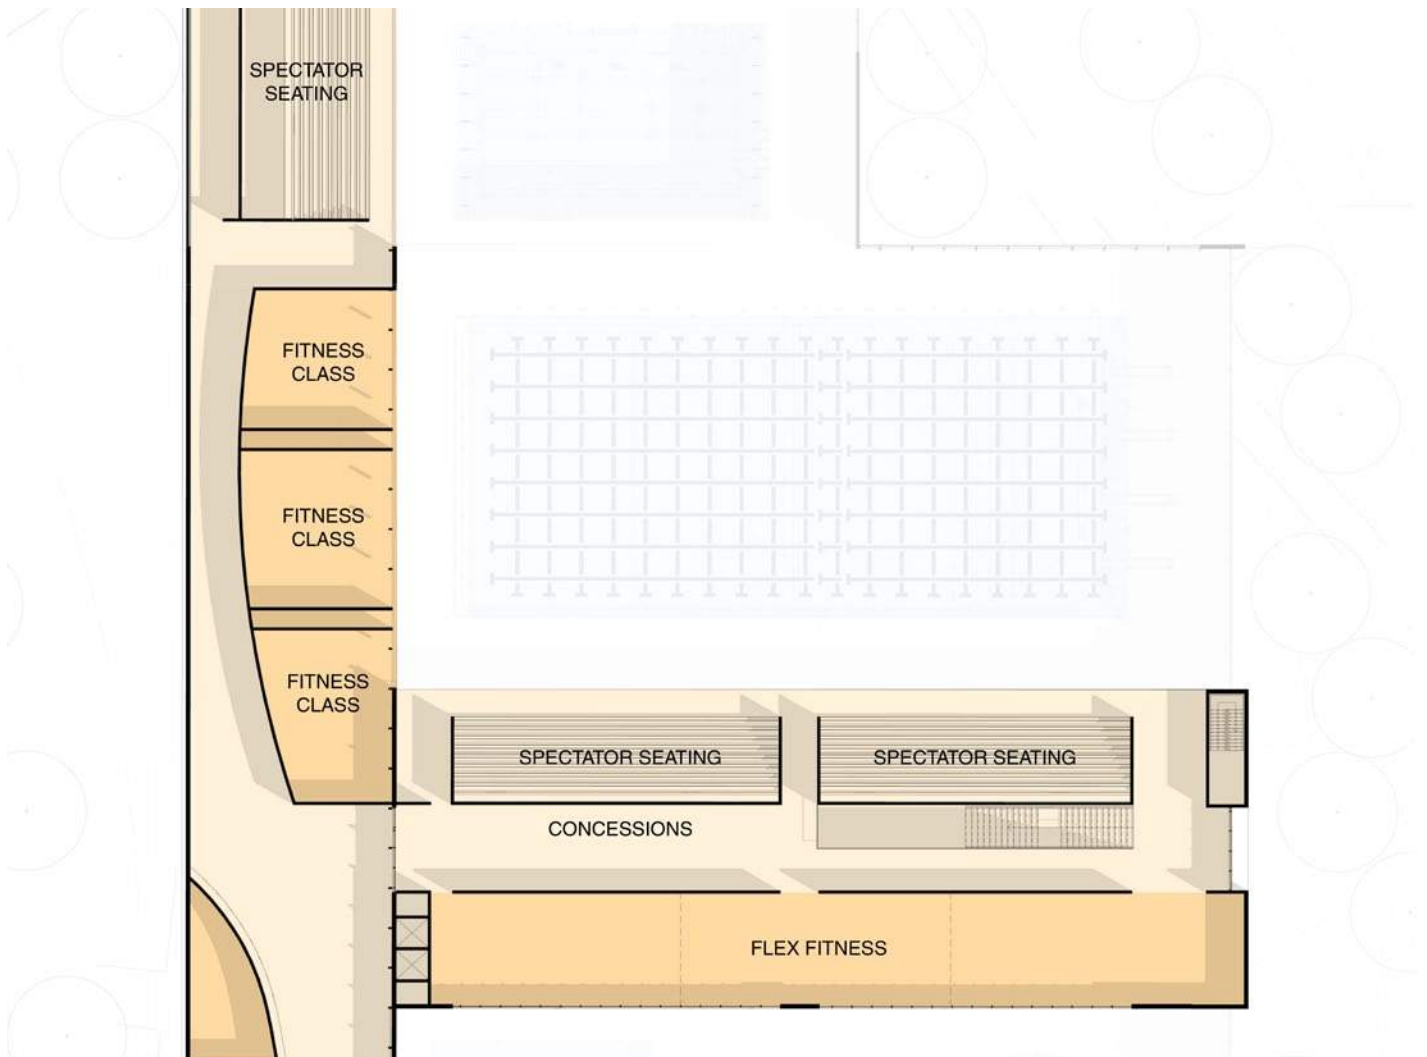 SPECTATOR
SEATING
FITNESS
CLASS
FITNESS
CLASS
FITNESS
CLASS
SPECTATOR SEATING
SPECTATOR SEATING
CONCESSIONS
FLEX FITNESS